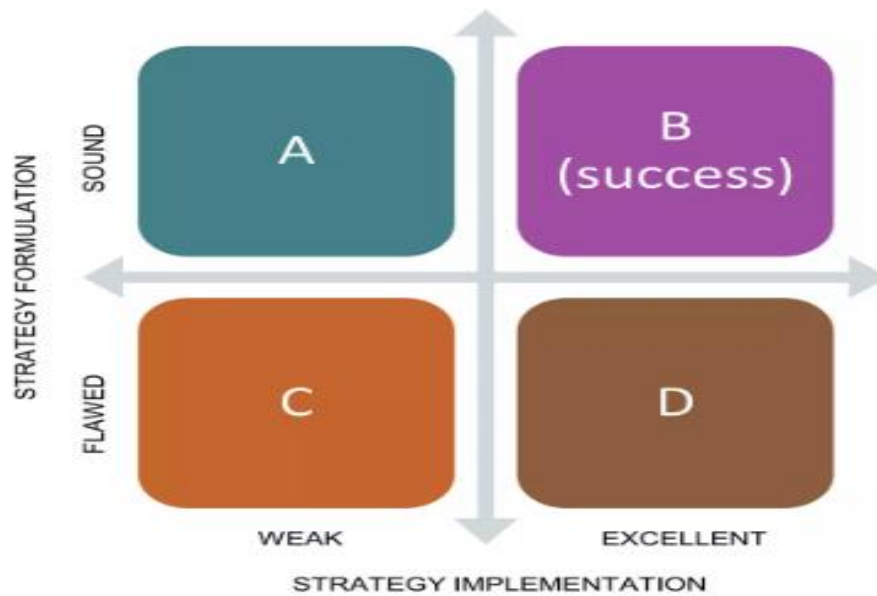 STRATEGY FORMULATION
SOUND
A
B
(success)
FLAWED
C
D
WEAK
EXCELLENT
STRATEGY IMPLEMENTATION